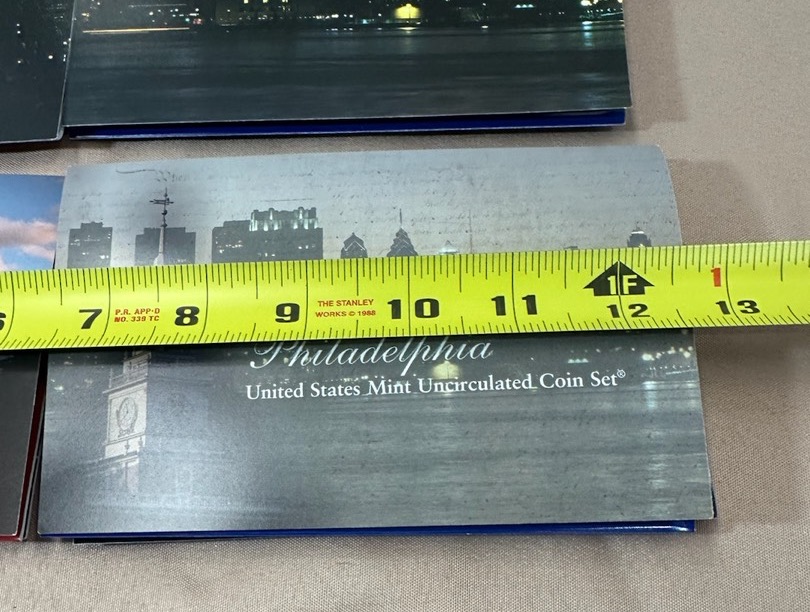 1F 1
6 7 P.R. APP·D 8 9 THE STANLEY 10 11 12 13
NO. 339 TC WORKS © 1988
Philadelphia
United States Mint Uncirculated Coin Set®